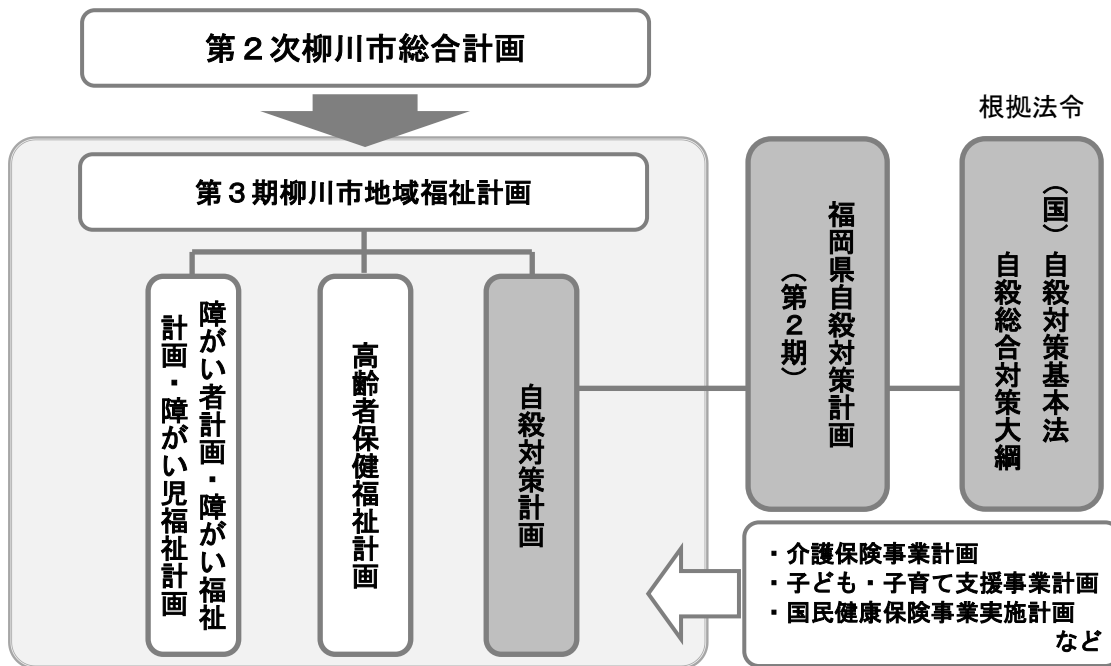 第２次柳川市総合計画
根拠法令
第３期柳川市地域福祉計画
障がい者計画・障がい福祉
計画・障がい児福祉計画
高齢者保健福祉計画
自殺対策計画
福岡県自殺対策計画
（第２期）
（国）自殺対策基本法
自殺総合対策大綱
・介護保険事業計画
・子ども・子育て支援事業計画
・国民健康保険事業実施計画
など